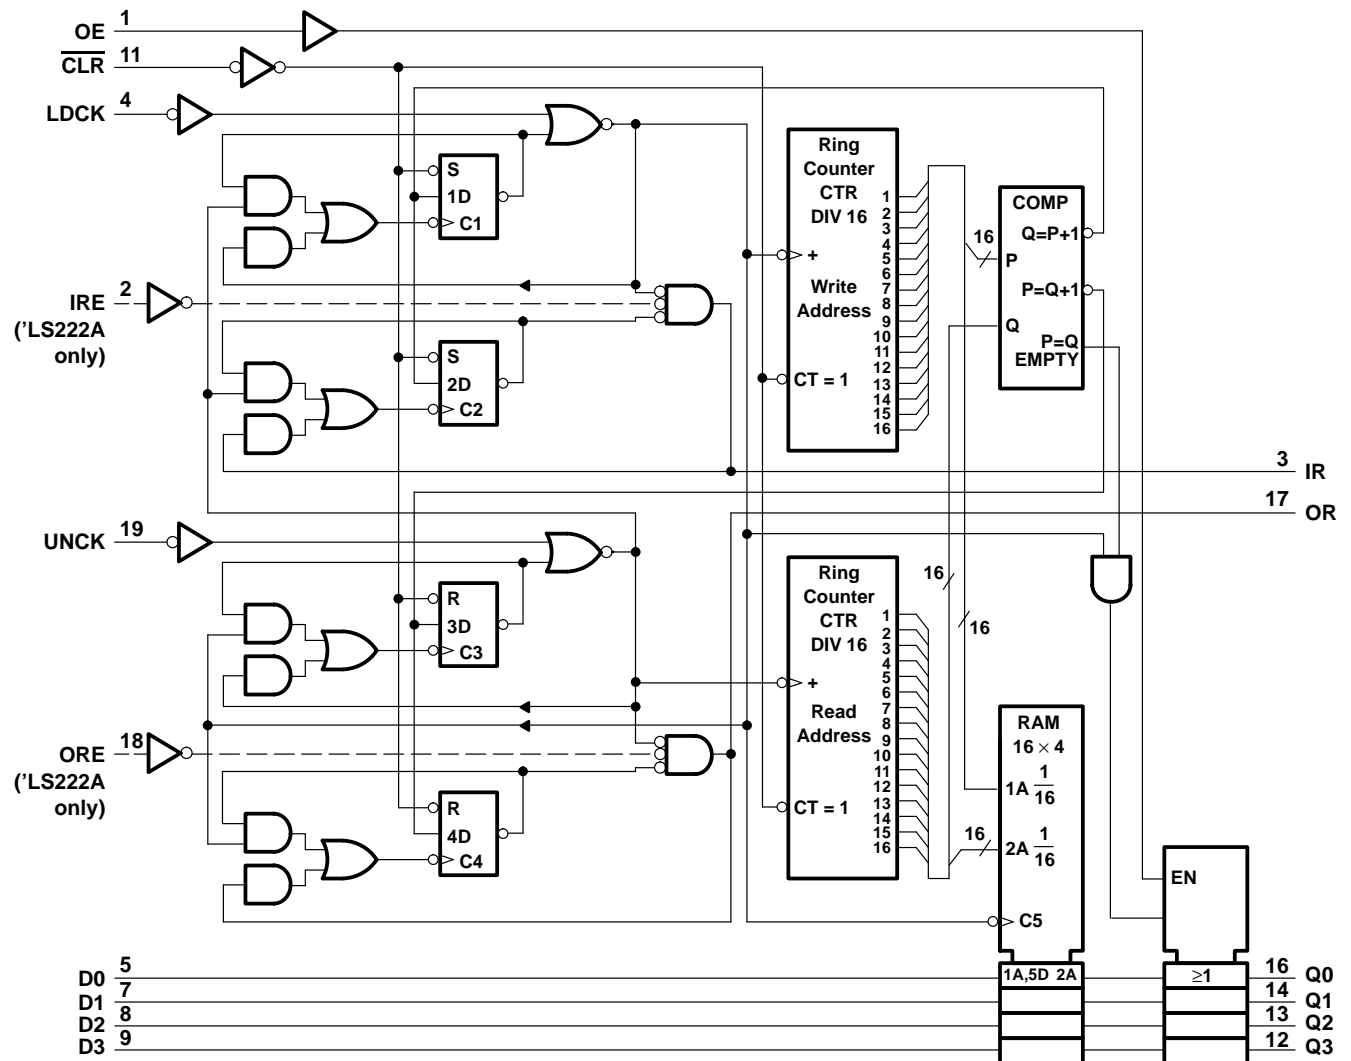 OE 1
CLR 11
LDCK 4
IRE 2
('LS222A
only)
UNCK 19
ORE 18
('LS222A
only)
S
1D
C1
S
2D
C2
R
3D
C3
R
4D
C4
Ring
Counter
CTR
DIV 16
+
Write
Address
CT = 1
1
2
3
4
5
6
7
8
9
10
11
12
13
14
15
16
16
COMP
Q=P+1
P
P=Q+1
Q
P=Q
EMPTY
3 IR
17 OR
Ring
Counter
CTR
DIV 16
+
Read
Address
CT = 1
1
2
3
4
5
6
7
8
9
10
11
12
13
14
15
16
16
16
16
RAM
16 × 4
1A 1/16
2A 1/16
C5
EN
D0 5
1A,5D 2A
≥1
16 Q0
D1 7
14 Q1
D2 8
13 Q2
D3 9
12 Q3